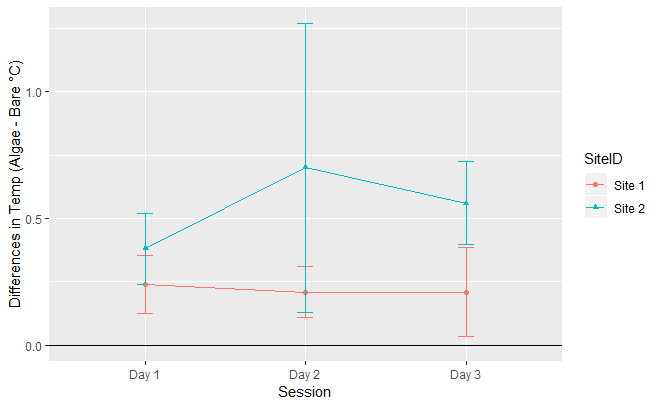 Differences in Temp (Algae - Bare °C)
1.0
0.5
0.0
Day 1 Day 2 Day 3
Session
SiteID
Site 1
Site 2